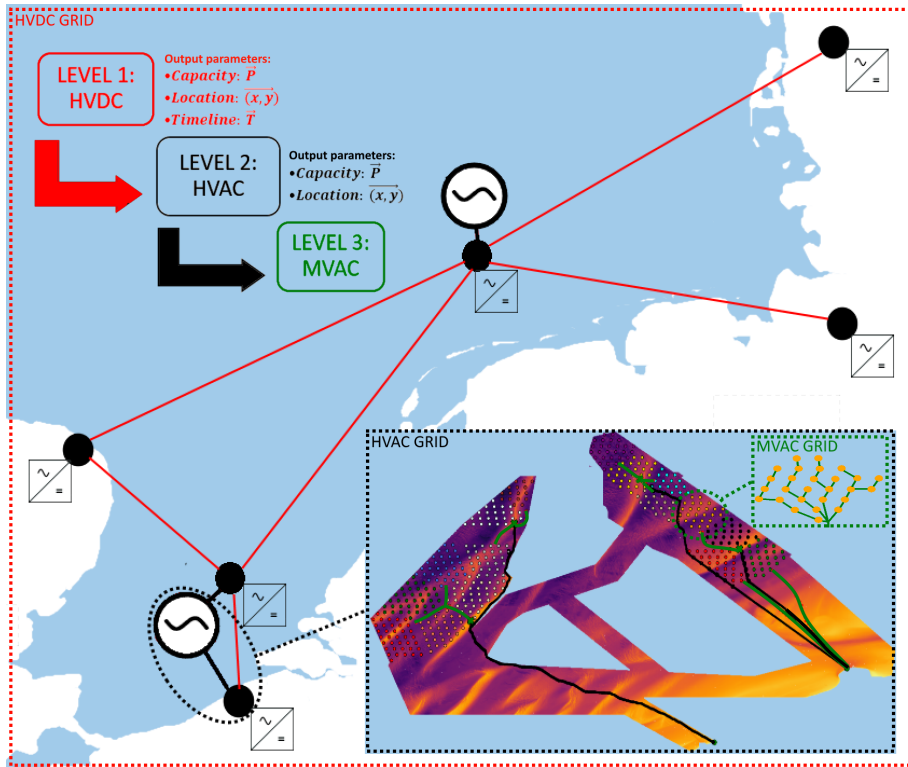 HVDC GRID
LEVEL 1:
HVDC
Output parameters:
•Capacity: P⃗
•Location: (x, y)⃗
•Timeline: T⃗
LEVEL 2:
HVAC
Output parameters:
•Capacity: P⃗
•Location: (x, y)⃗
LEVEL 3:
MVAC
HVAC GRID
MVAC GRID